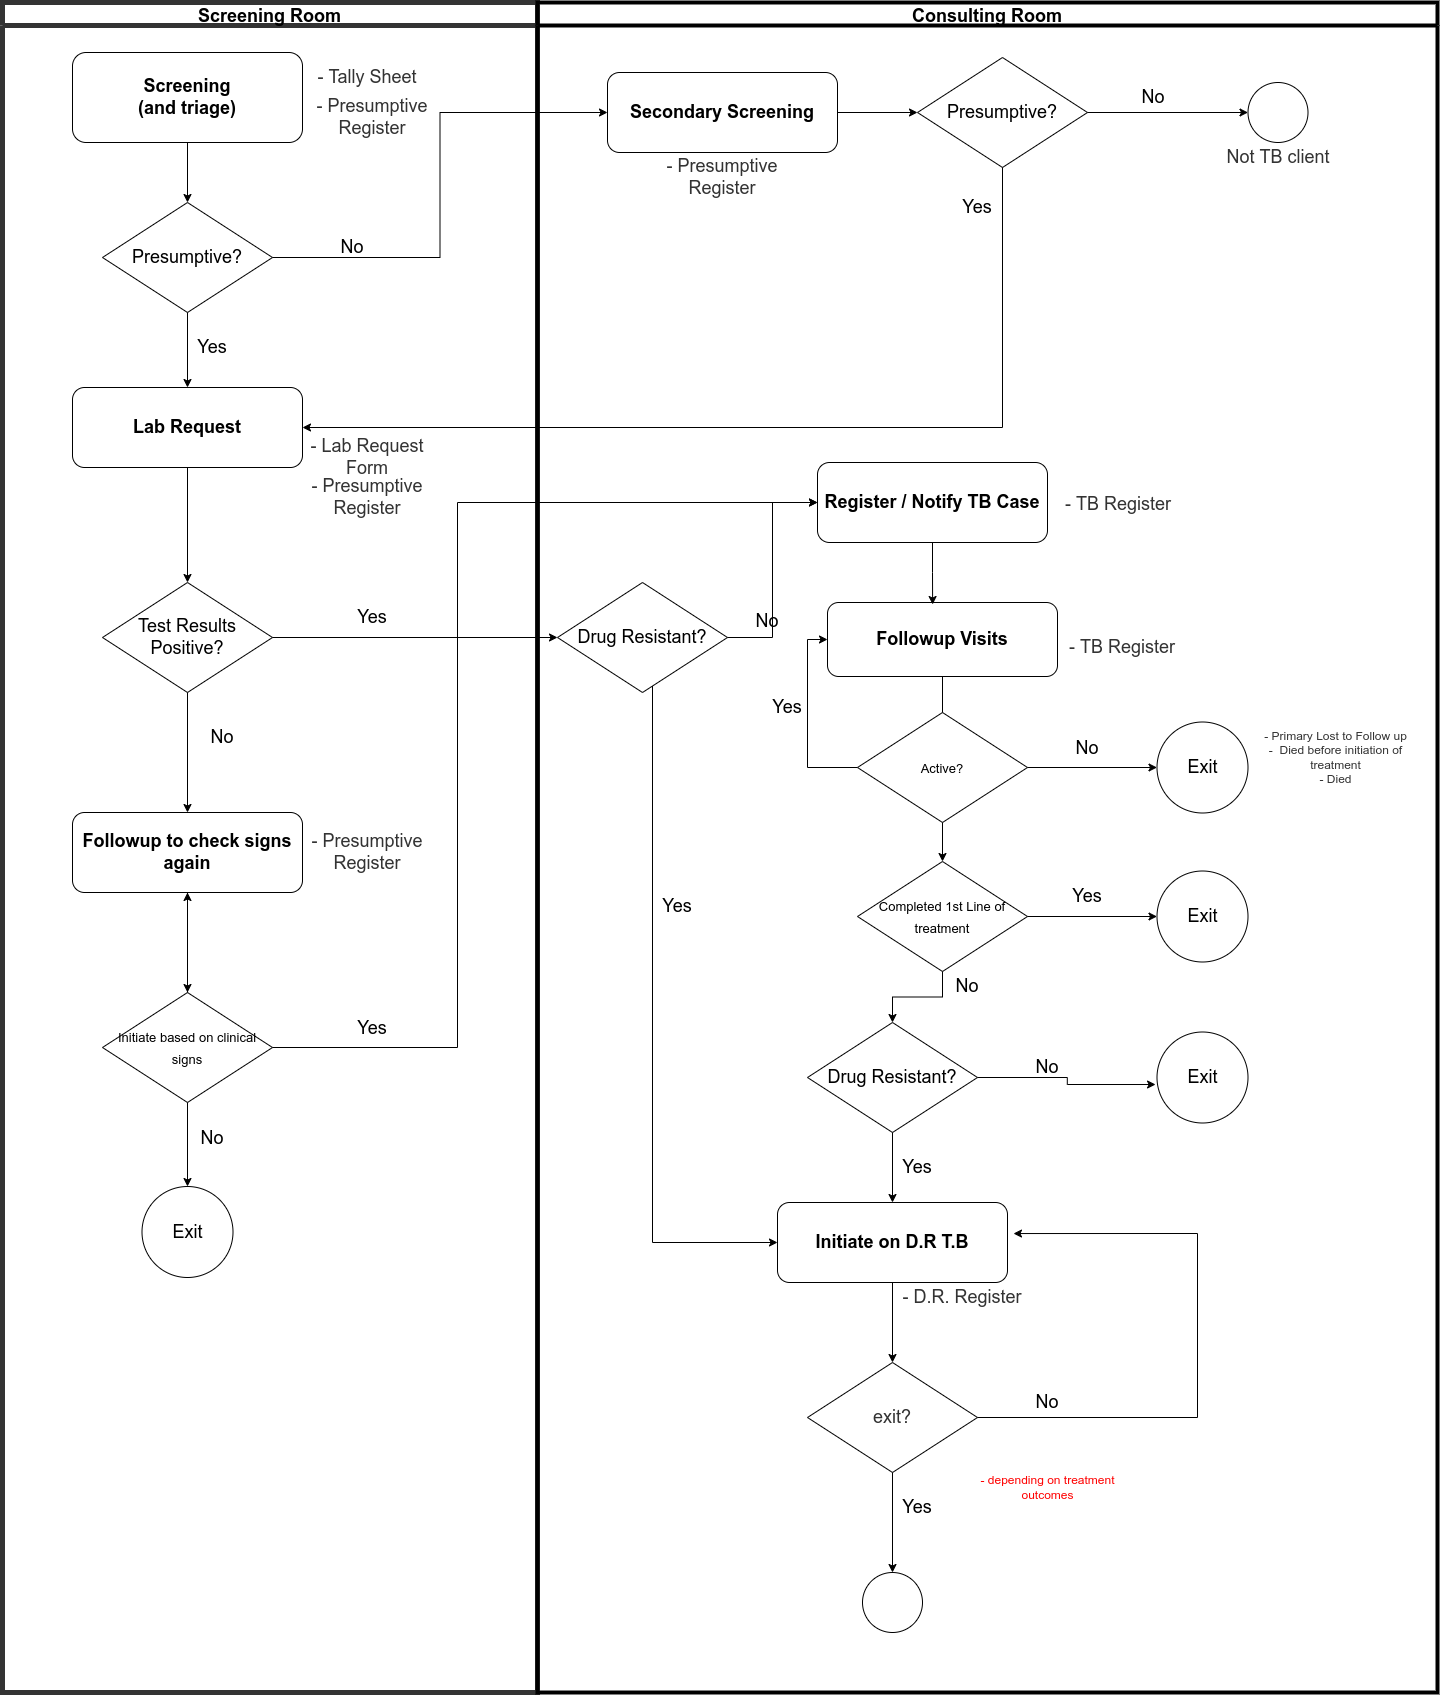 Screening Room
Consulting Room
Screening
(and triage)
- Tally Sheet
- Presumptive
Register
Secondary Screening
- Presumptive
Register
Presumptive?
No
Not TB client
Yes
Presumptive?
No
Yes
Lab Request
- Lab Request
Form
- Presumptive
Register
Register / Notify TB Case
- TB Register
Test Results
Positive?
Yes
Drug Resistant?
No
Followup Visits
- TB Register
Yes
No
Active?
No
Exit
- Primary Lost to Follow up
- Died before initiation of
treatment
- Died
Followup to check signs
again
- Presumptive
Register
Yes
Completed 1st Line of
treatment
Yes
Exit
No
Initiate based on clinical
signs
Yes
Drug Resistant?
No
Exit
No
Yes
Exit
Initiate on D.R T.B
- D.R. Register
exit?
No
- depending on treatment
outcomes
Yes